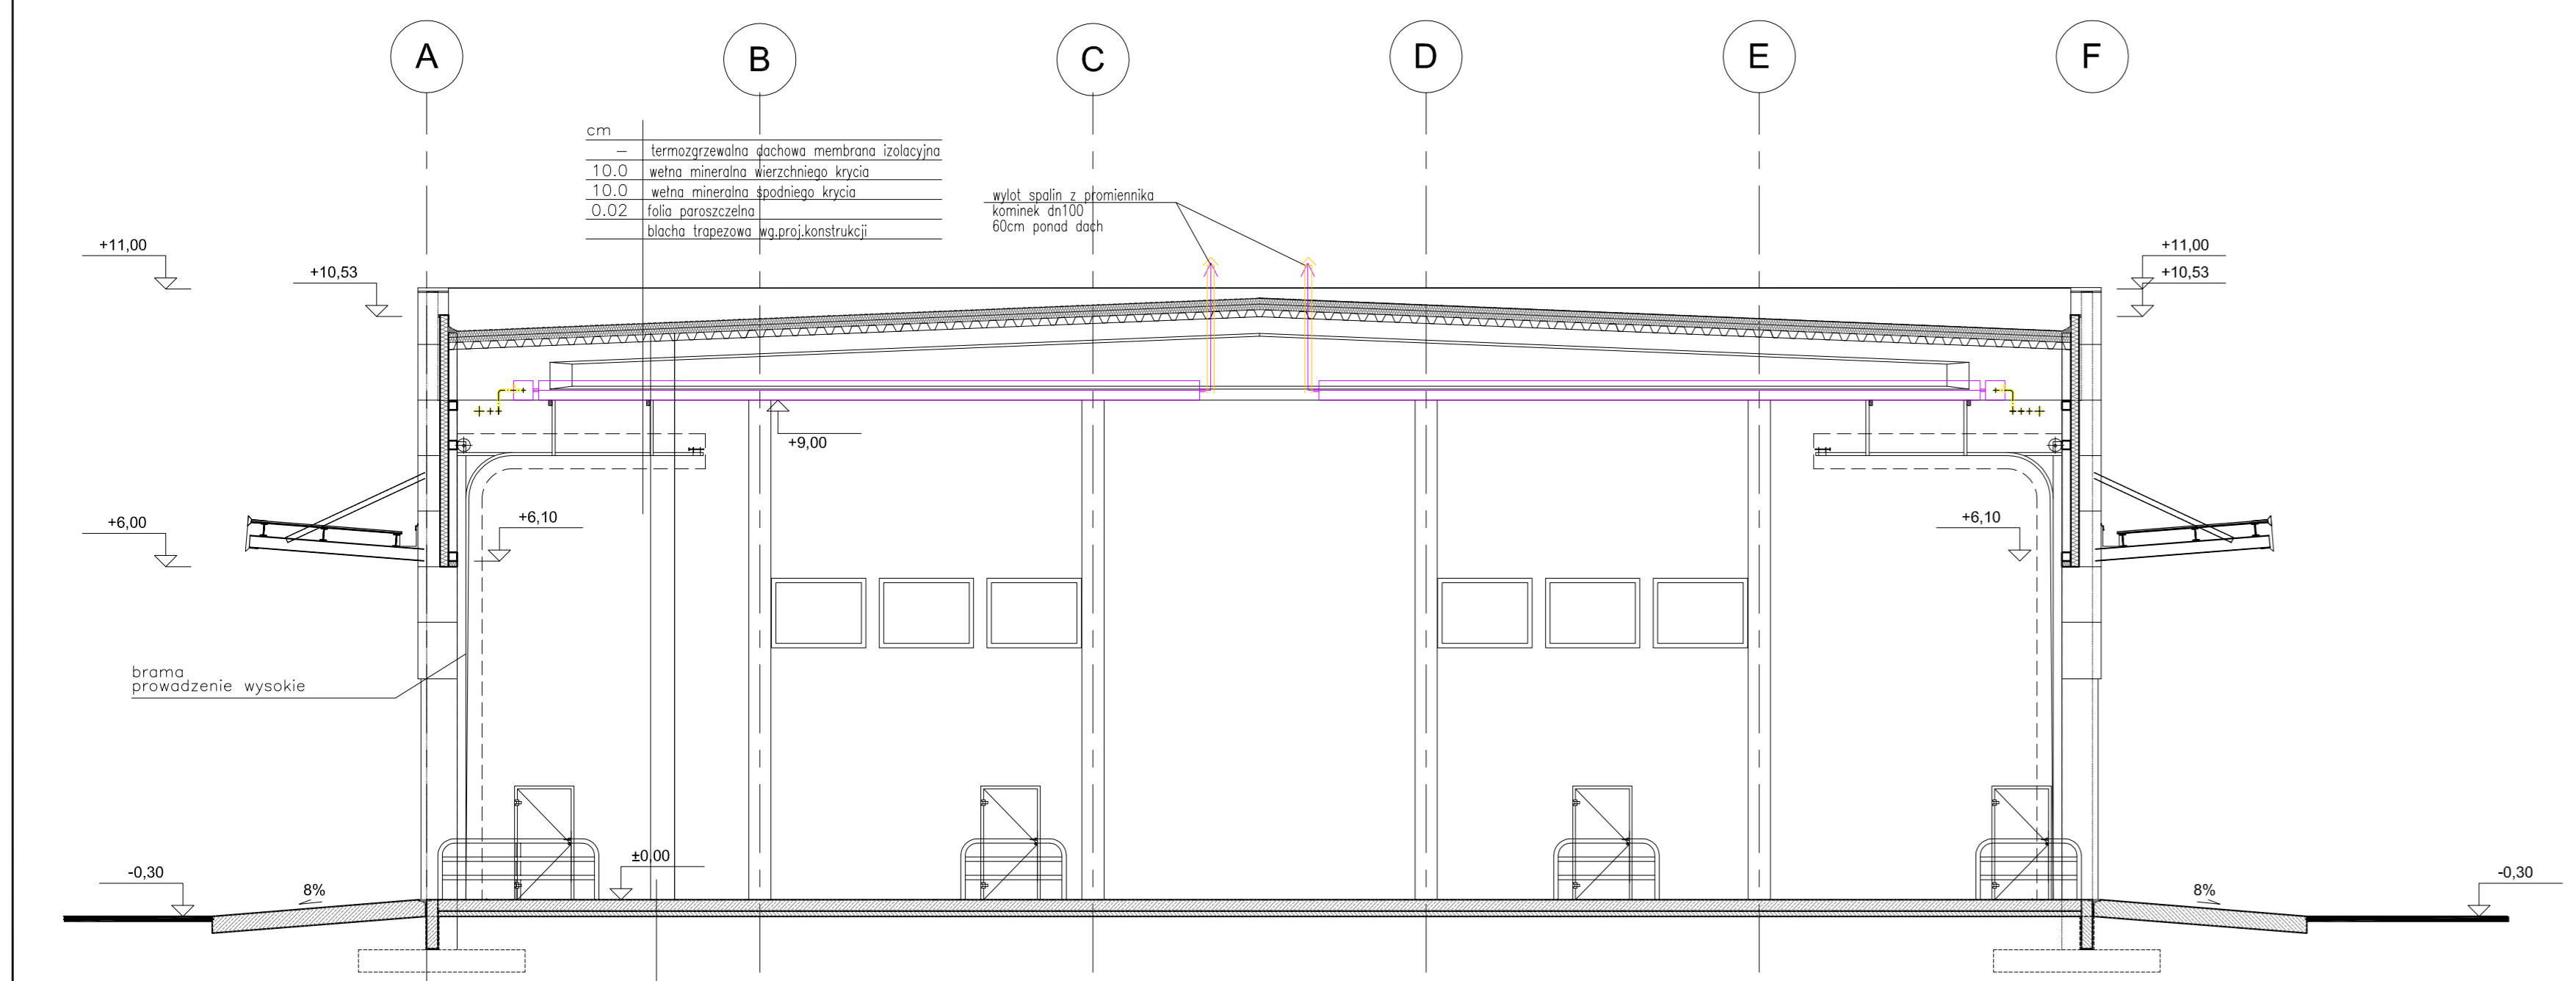 A
B
C
D
E
F
cm
– termozgrzewalna dachowa membrana izolacyjna
10.0 wełna mineralna wierzchniego krycia
10.0 wełna mineralna spodniego krycia
0.02 folia paroszczelna
blacha trapezowa wg.proj.konstrukcji
wylot spalin z promiennika
kominek dn100
60cm ponad dach
+11,00
+10,53
+11,00
+10,53
+9,00
+6,00
+6,10
+6,10
brama
prowadzenie wysokie
±0,00
-0,30
8%
8%
-0,30